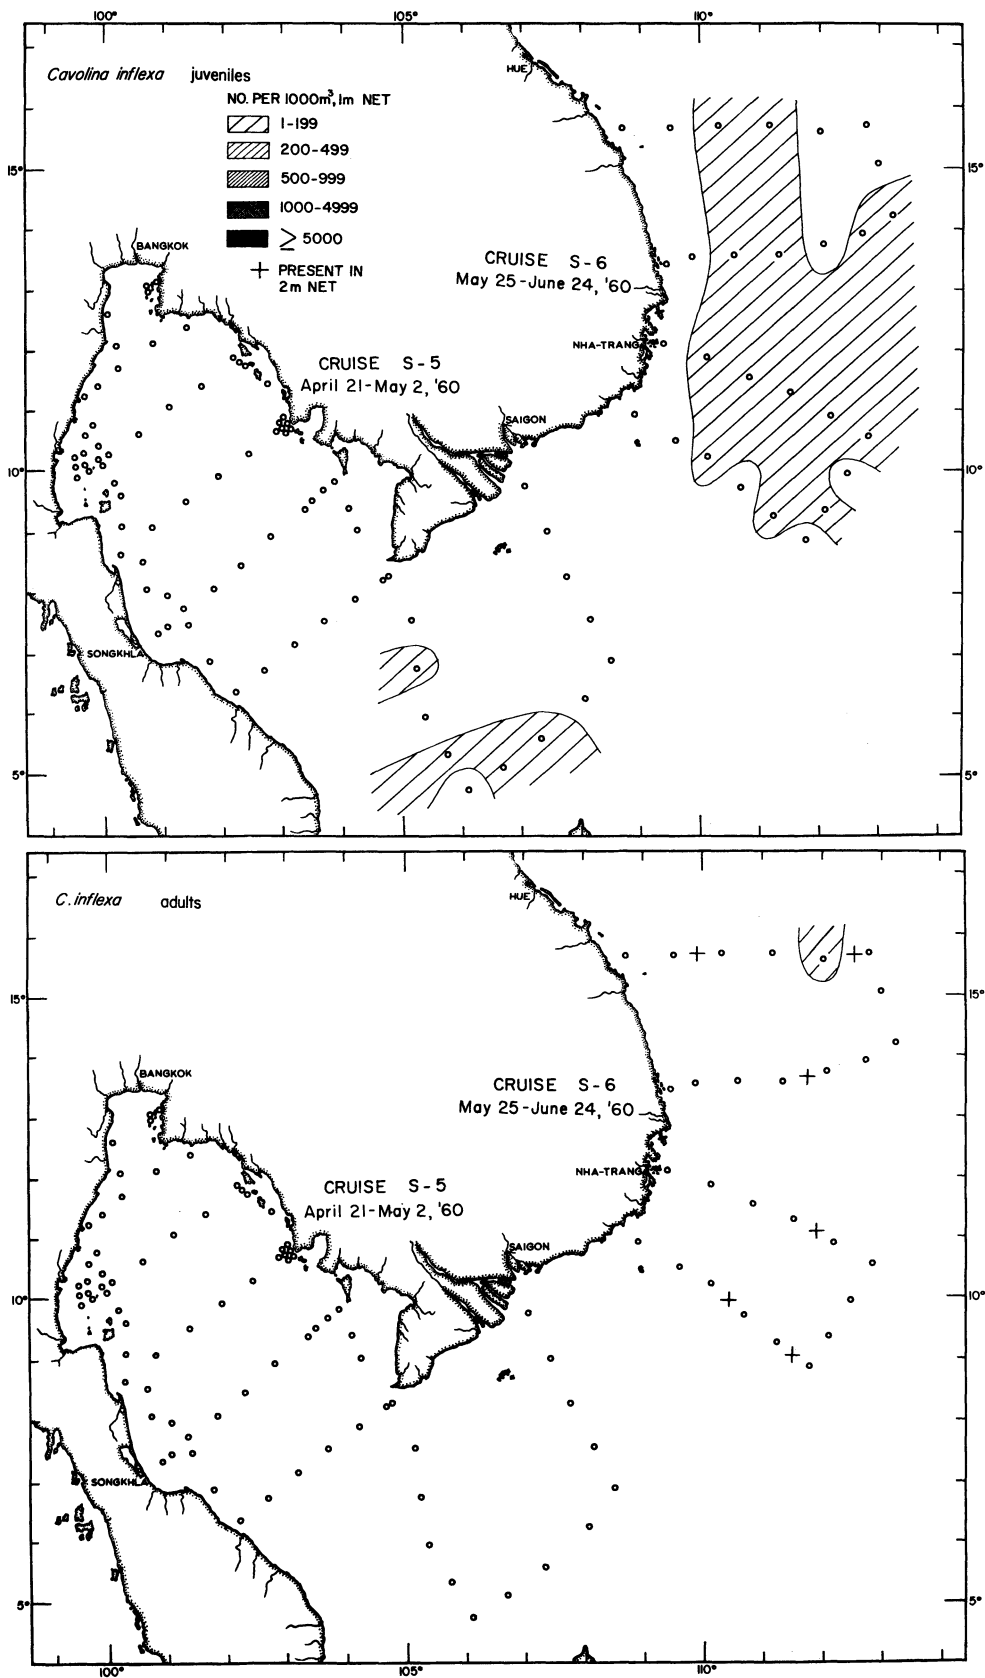 100° 105° 110°
HUE
Cavolina inflexa juveniles
NO. PER 1000m³, 1m NET
1-199
200-499
500-999
1000-4999
≥ 5000
+ PRESENT IN
2m NET
15° 15°
BANGKOK
CRUISE S-6
May 25-June 24, '60
NHA-TRANG
CRUISE S-5
April 21-May 2, '60
SAIGON
10° 10°
SONGKHLA
5° 5°
HUE
C. inflexa adults
15° 15°
BANGKOK
CRUISE S-6
May 25-June 24, '60
NHA-TRANG
CRUISE S-5
April 21-May 2, '60
SAIGON
10° 10°
SONGKHLA
5° 5°
100° 105° 110°